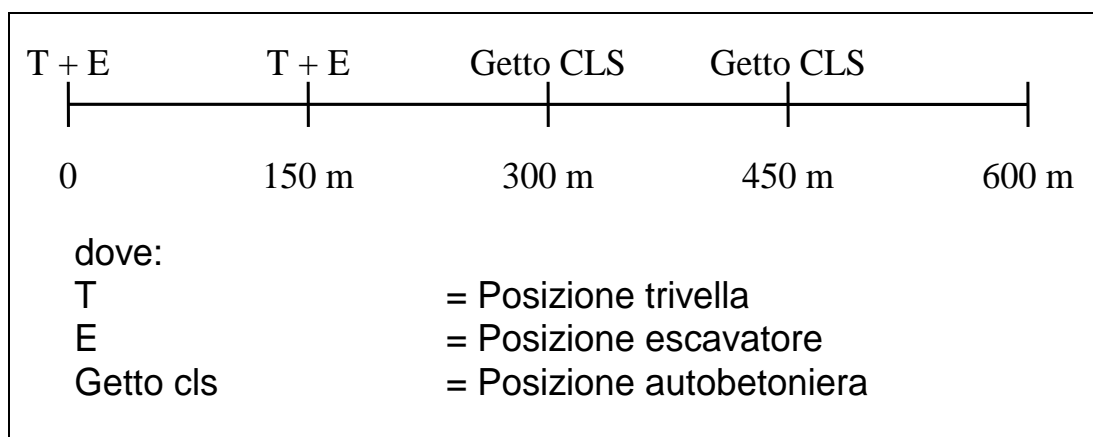 T + E T + E Getto CLS Getto CLS
0 150 m 300 m 450 m 600 m
dove:
T = Posizione trivella
E = Posizione escavatore
Getto cls = Posizione autobetoniera